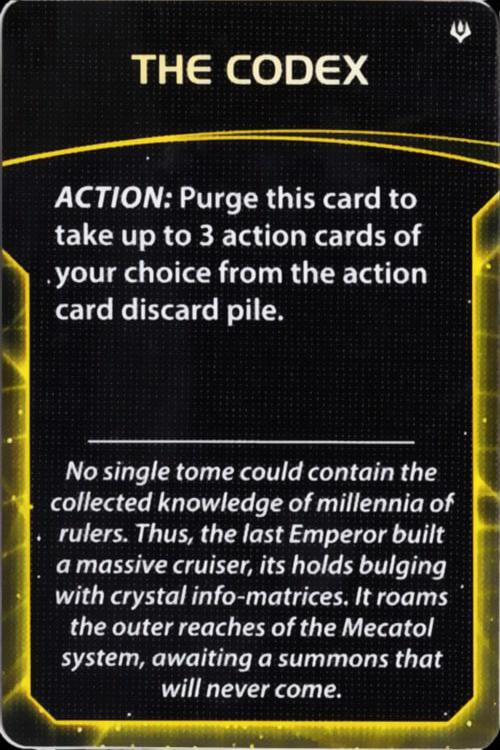 THE CODEX
ACTION: Purge this card to
take up to 3 action cards of
your choice from the action
card discard pile.
No single tome could contain the
collected knowledge of millennia of
rulers. Thus, the last Emperor built
a massive cruiser, its holds bulging
with crystal info-matrices. It roams
the outer reaches of the Mecatol
system, awaiting a summons that
will never come.